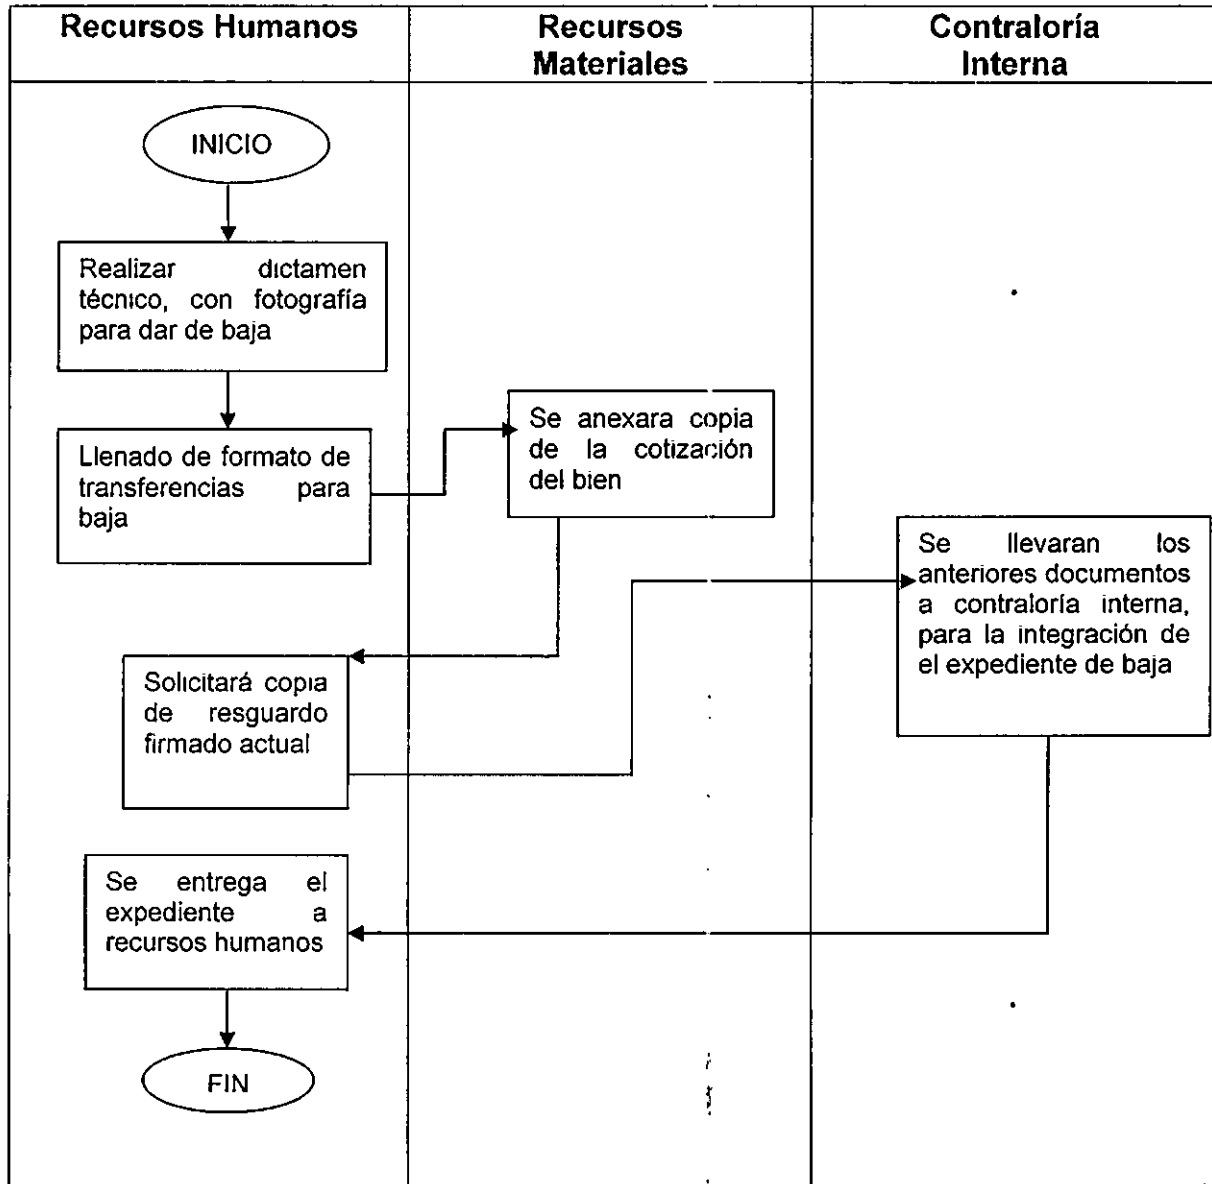 Recursos Humanos
Recursos
Materiales
Contraloría
Interna
INICIO
Realizar dictamen
técnico, con fotografía
para dar de baja
Llenado de formato de
transferencias para
baja
Se anexara copia
de la cotización
del bien
Se llevaran los
anteriores documentos
a contraloría interna,
para la integración de
el expediente de baja
Solicitará copia
de resguardo
firmado actual
Se entrega el
expediente a
recursos humanos
FIN